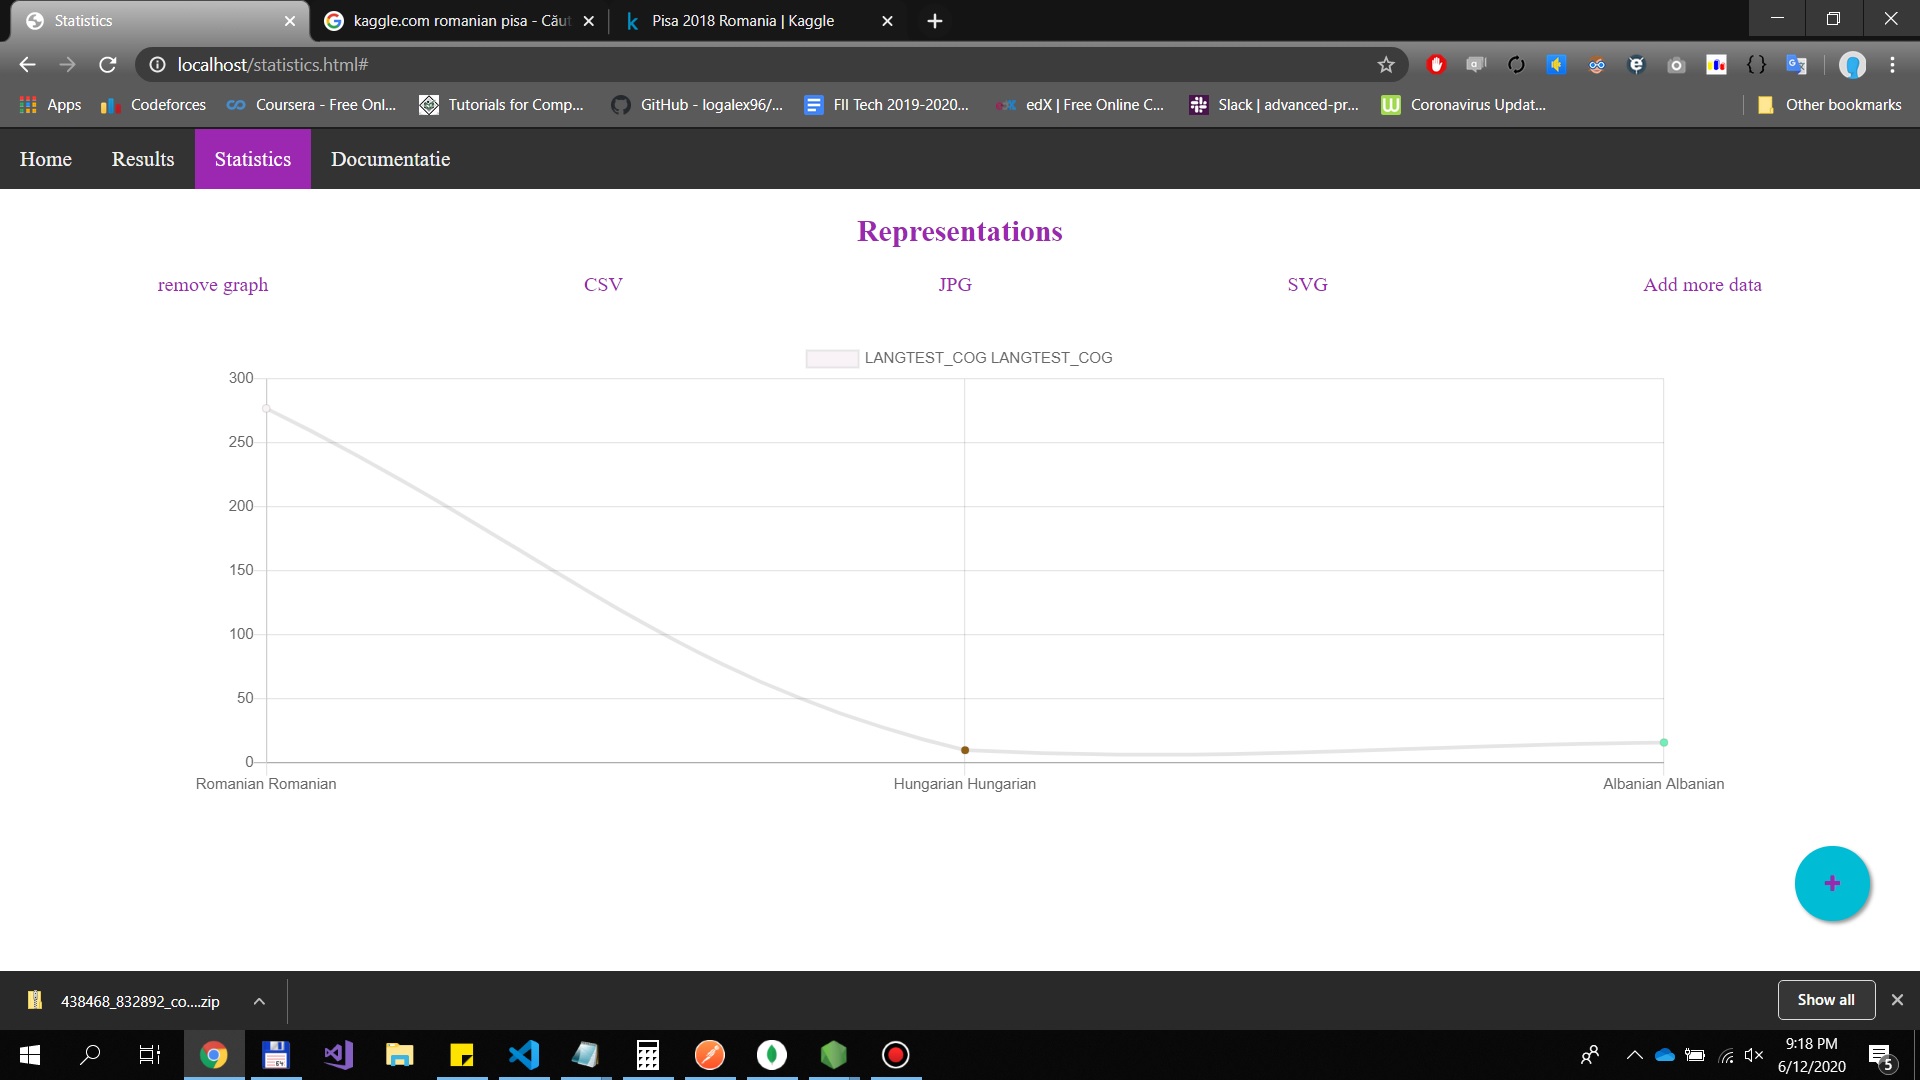 Statistics
kaggle.com romanian pisa - Cău
Pisa 2018 Romania | Kaggle
localhost/statistics.html#
Apps
Codeforces
Coursera - Free Onl...
Tutorials for Comp...
GitHub - logalex96/...
FII Tech 2019-2020...
edX | Free Online C...
Slack | advanced-pr...
Coronavirus Updat...
Other bookmarks
Home
Results
Statistics
Documentatie
Representations
remove graph
CSV
JPG
SVG
Add more data
LANGTEST_COG LANGTEST_COG
300
250
200
150
100
50
0
Romanian Romanian
Hungarian Hungarian
Albanian Albanian
+
438468_832892_co....zip
Show all
9:18 PM
6/12/2020
5